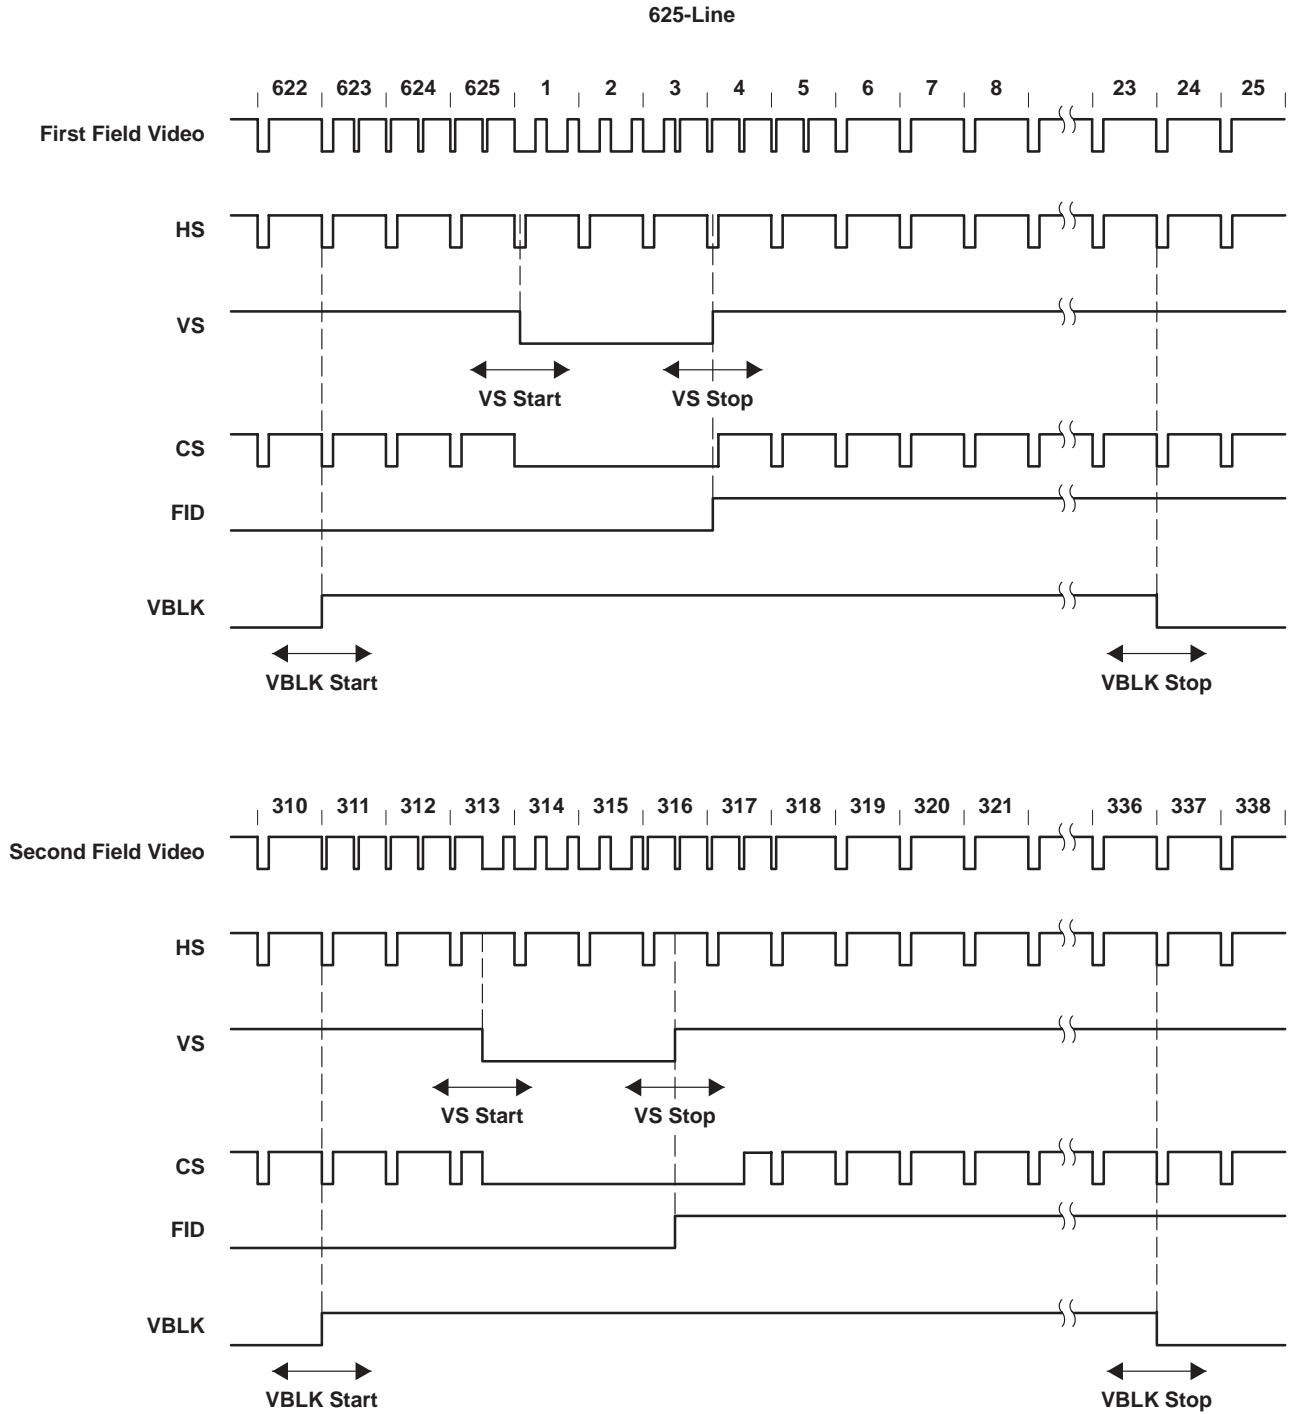 625-Line
622 623 624 625 1 2 3 4 5 6 7 8 23 24 25
First Field Video
HS
VS
VS Start VS Stop
CS
FID
VBLK
VBLK Start VBLK Stop
310 311 312 313 314 315 316 317 318 319 320 321 336 337 338
Second Field Video
HS
VS
VS Start VS Stop
CS
FID
VBLK
VBLK Start VBLK Stop